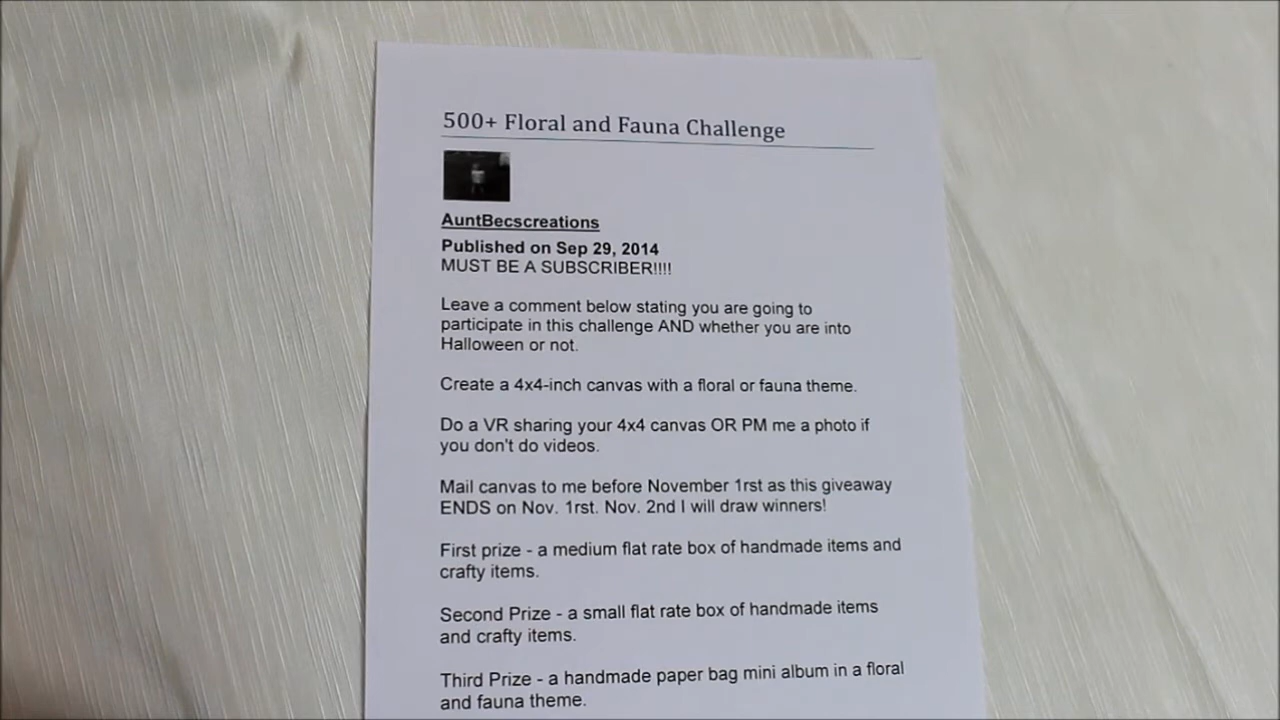 500+ Floral and Fauna Challenge
AuntBecscreations
Published on Sep 29, 2014
MUST BE A SUBSCRIBER!!!!
Leave a comment below stating you are going to
participate in this challenge AND whether you are into
Halloween or not.
Create a 4x4-inch canvas with a floral or fauna theme.
Do a VR sharing your 4x4 canvas OR PM me a photo if
you don't do videos.
Mail canvas to me before November 1rst as this giveaway
ENDS on Nov. 1rst. Nov. 2nd I will draw winners!
First prize - a medium flat rate box of handmade items and
crafty items.
Second Prize - a small flat rate box of handmade items
and crafty items.
Third Prize - a handmade paper bag mini album in a floral
and fauna theme.